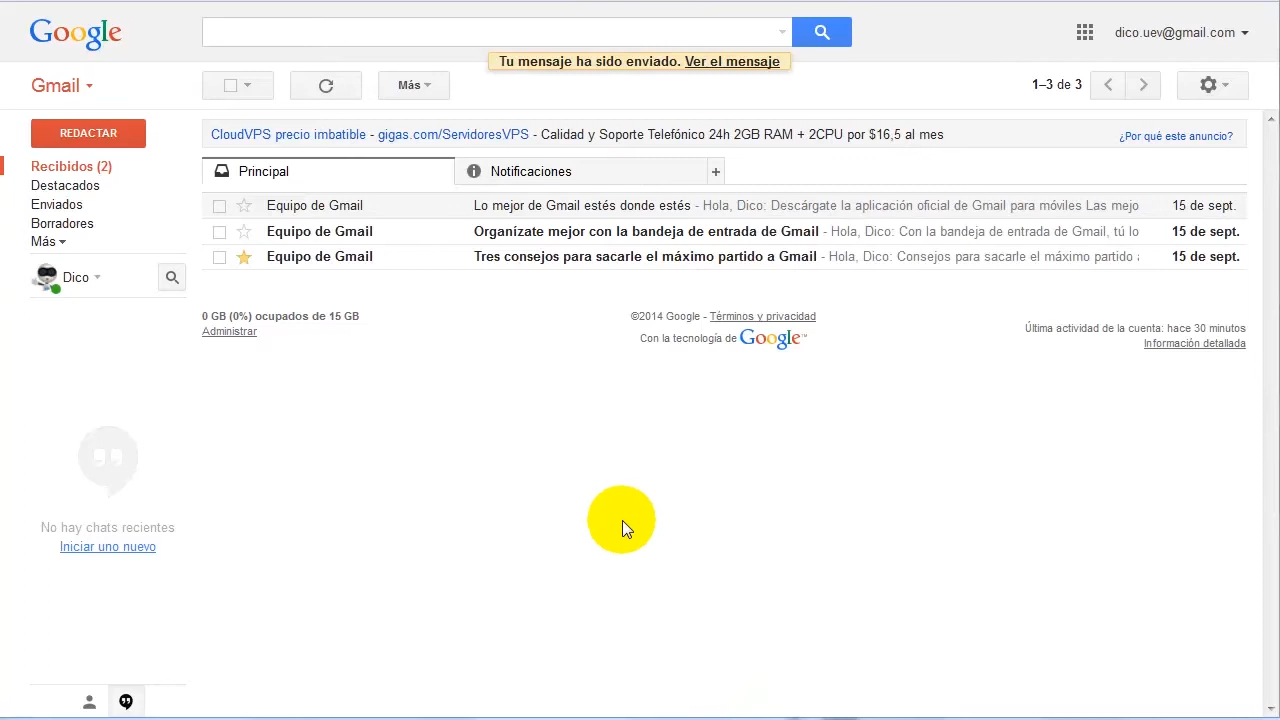 Google
dico.uev@gmail.com
Tu mensaje ha sido enviado. Ver el mensaje
Gmail
Más
1–3 de 3
REDACTAR
CloudVPS precio imbatible - gigas.com/ServidoresVPS - Calidad y Soporte Telefónico 24h 2GB RAM + 2CPU por $16,5 al mes
¿Por qué este anuncio?
Recibidos (2)
Destacados
Enviados
Borradores
Más
Dico
Principal
Notificaciones
+
Equipo de Gmail Lo mejor de Gmail estés donde estés - Hola, Dico: Descárgate la aplicación oficial de Gmail para móviles Las mejo 15 de sept.
Equipo de Gmail Organízate mejor con la bandeja de entrada de Gmail - Hola, Dico: Con la bandeja de entrada de Gmail, tú lo 15 de sept.
Equipo de Gmail Tres consejos para sacarle el máximo partido a Gmail - Hola, Dico: Consejos para sacarle el máximo partido a 15 de sept.
0 GB (0%) ocupados de 15 GB
Administrar
©2014 Google - Términos y privacidad
Con la tecnología de Google™
Última actividad de la cuenta: hace 30 minutos
Información detallada
No hay chats recientes
Iniciar uno nuevo